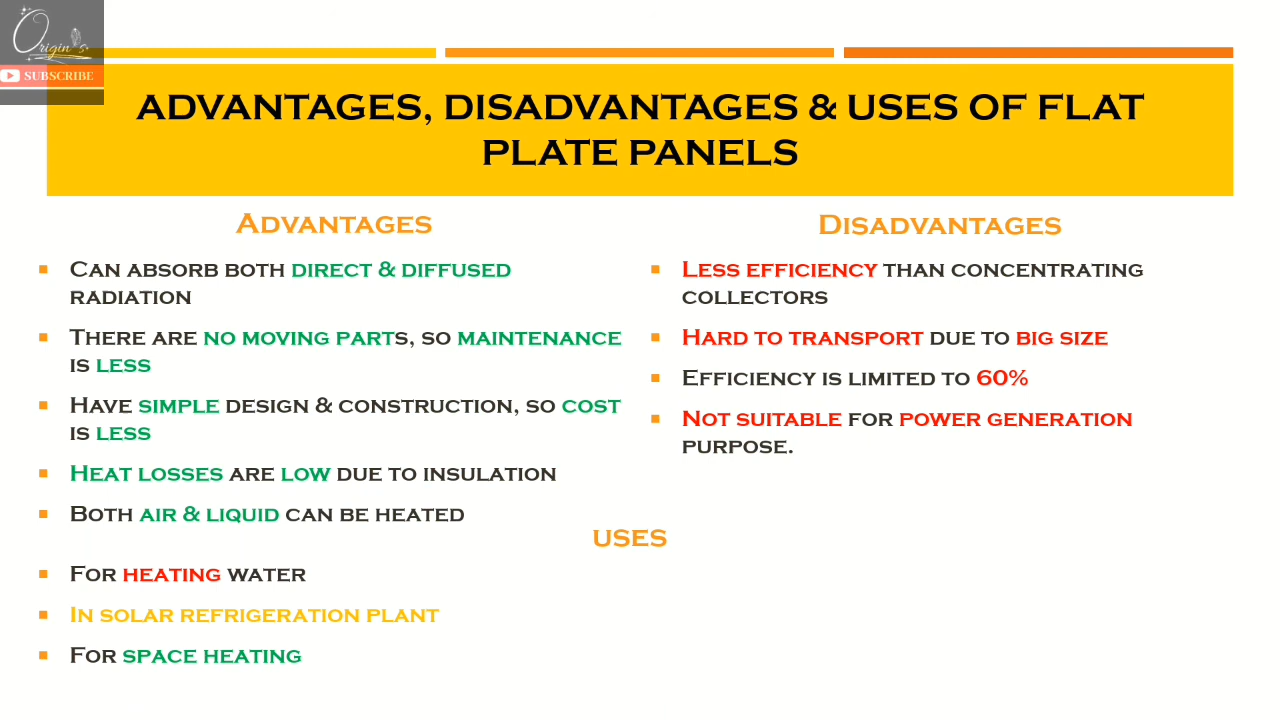 Origin's
SUBSCRIBE
ADVANTAGES, DISADVANTAGES & USES OF FLAT
PLATE PANELS
Advantages
Can absorb both direct & diffused
radiation
There are no moving parts, so maintenance
is less
Have simple design & construction, so cost
is less
Heat losses are low due to insulation
Both air & liquid can be heated
Disadvantages
Less efficiency than concentrating
collectors
Hard to transport due to big size
Efficiency is limited to 60%
Not suitable for power generation
purpose.
USES
For heating water
In solar refrigeration plant
For space heating